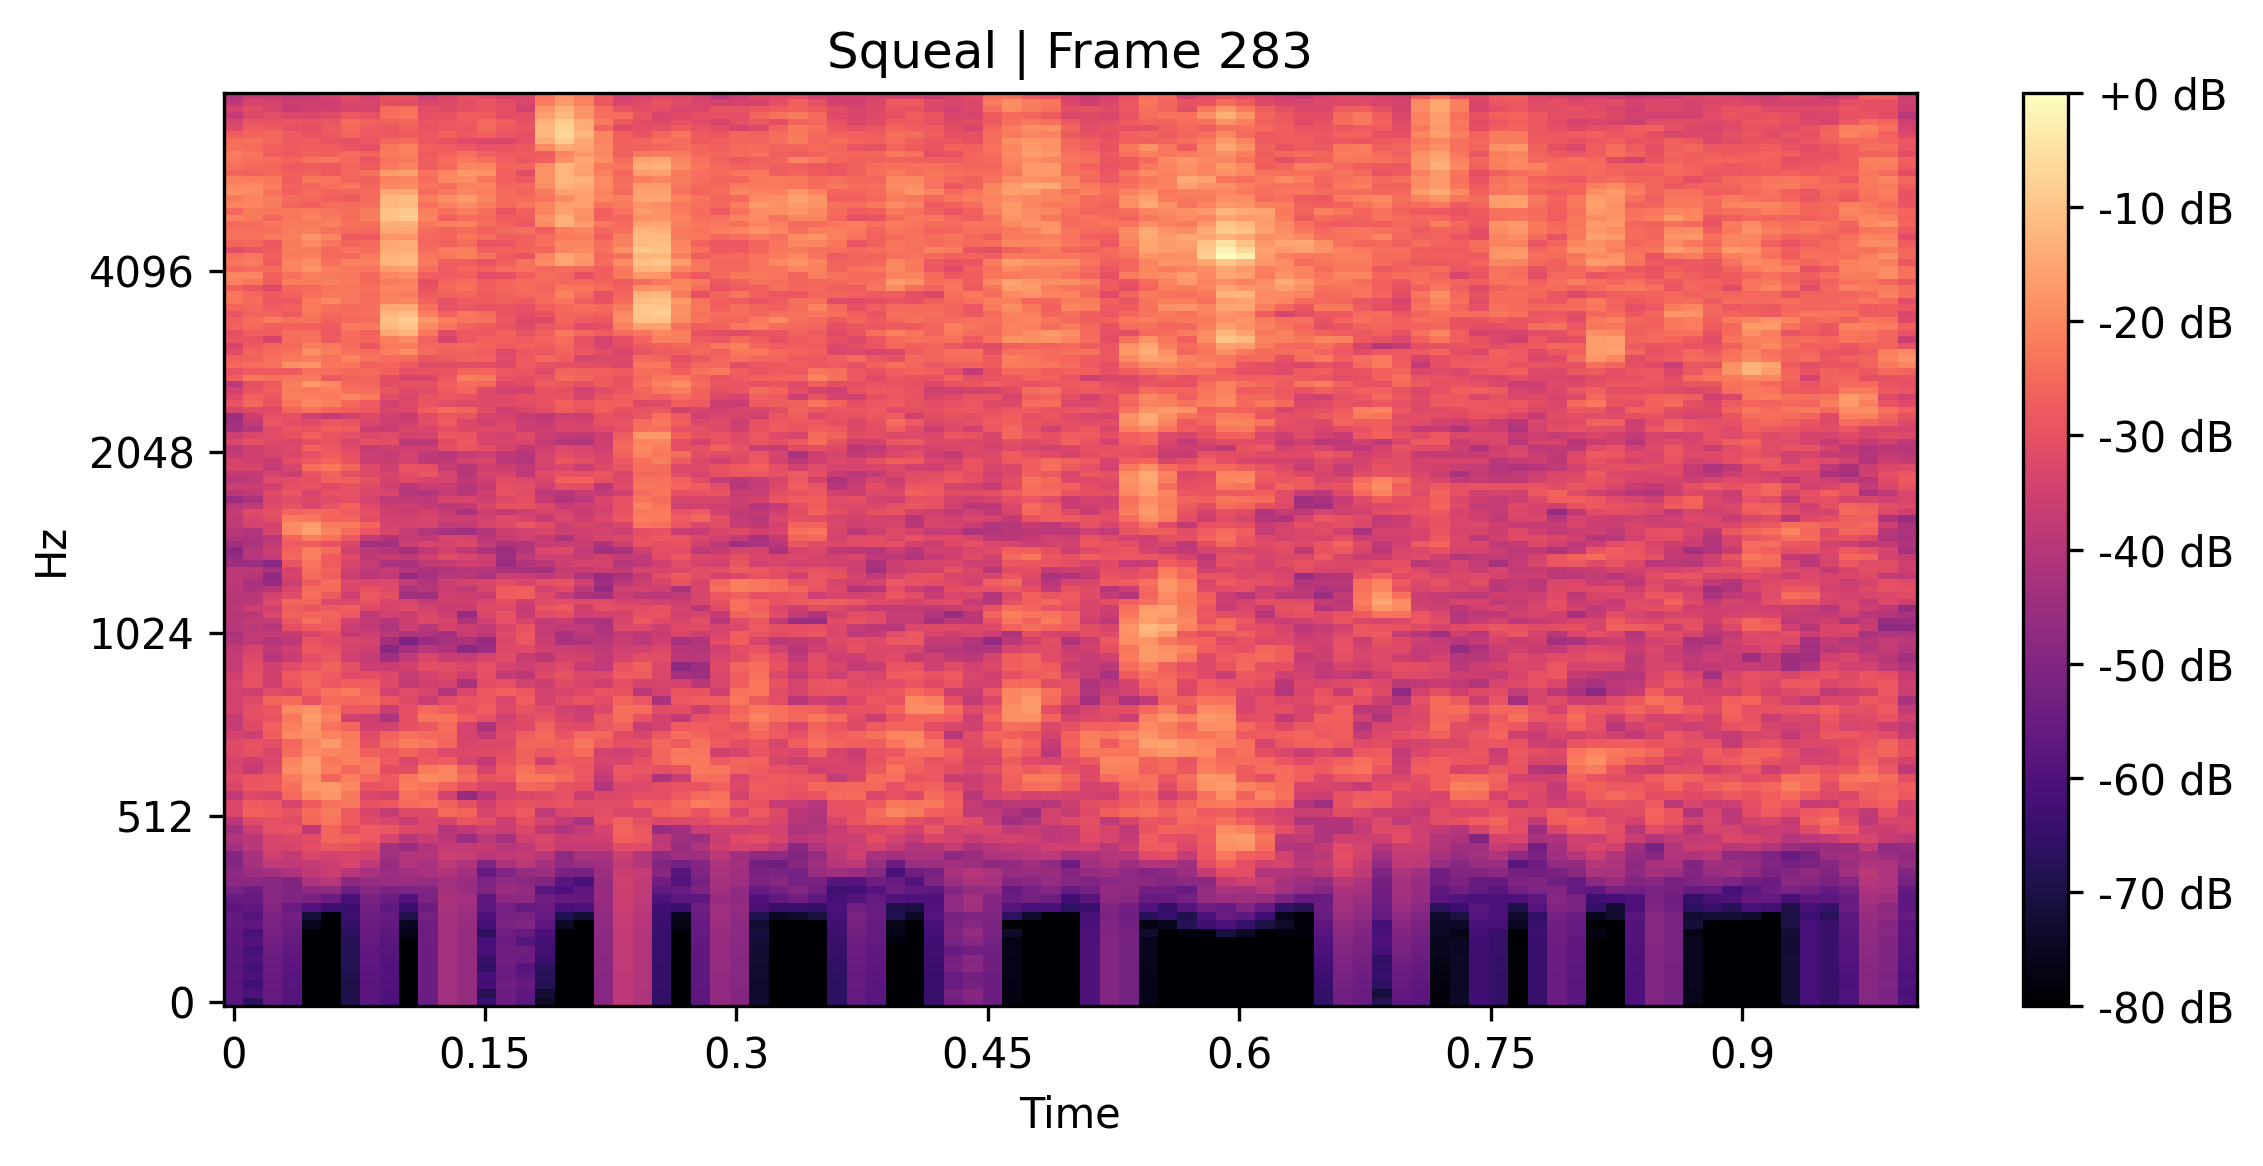 Squeal | Frame 283
+0 dB
-10 dB
-20 dB
-30 dB
-40 dB
-50 dB
-60 dB
-70 dB
-80 dB
Hz
4096
2048
1024
512
0
0 0.15 0.3 0.45 0.6 0.75 0.9
Time